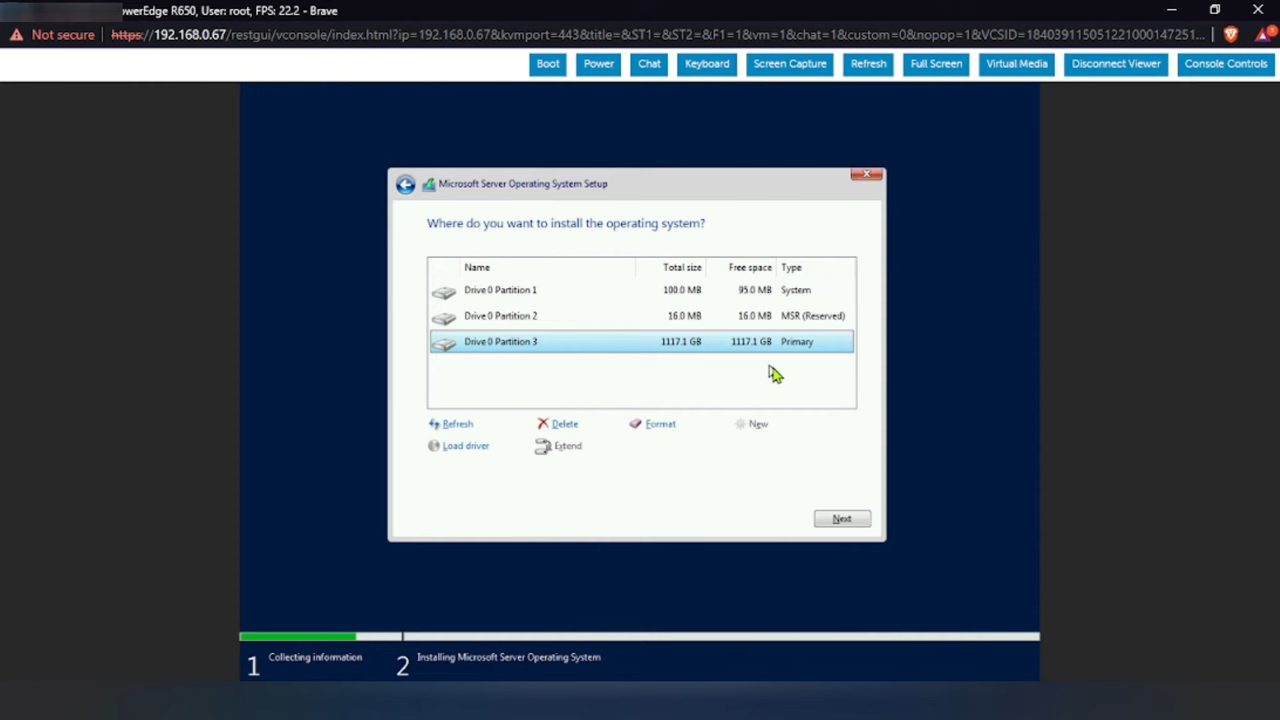 owerEdge R650, User: root, FPS: 22.2 - Brave
Not secure https://192.168.0.67/restgui/vconsole/index.html?ip=192.168.0.67&kvmport=443&title=&ST1=&ST2=&F1=1&vm=1&chat=1&custom=0&nopop=1&VCSID=184039115051221000147251...
Boot Power Chat Keyboard Screen Capture Refresh Full Screen Virtual Media Disconnect Viewer Console Controls
Microsoft Server Operating System Setup
Where do you want to install the operating system?
Name Total size Free space Type
Drive 0 Partition 1 100.0 MB 95.0 MB System
Drive 0 Partition 2 16.0 MB 16.0 MB MSR (Reserved)
Drive 0 Partition 3 1117.1 GB 1117.1 GB Primary
Refresh Delete Format New
Load driver Extend
Next
1 Collecting information 2 Installing Microsoft Server Operating System